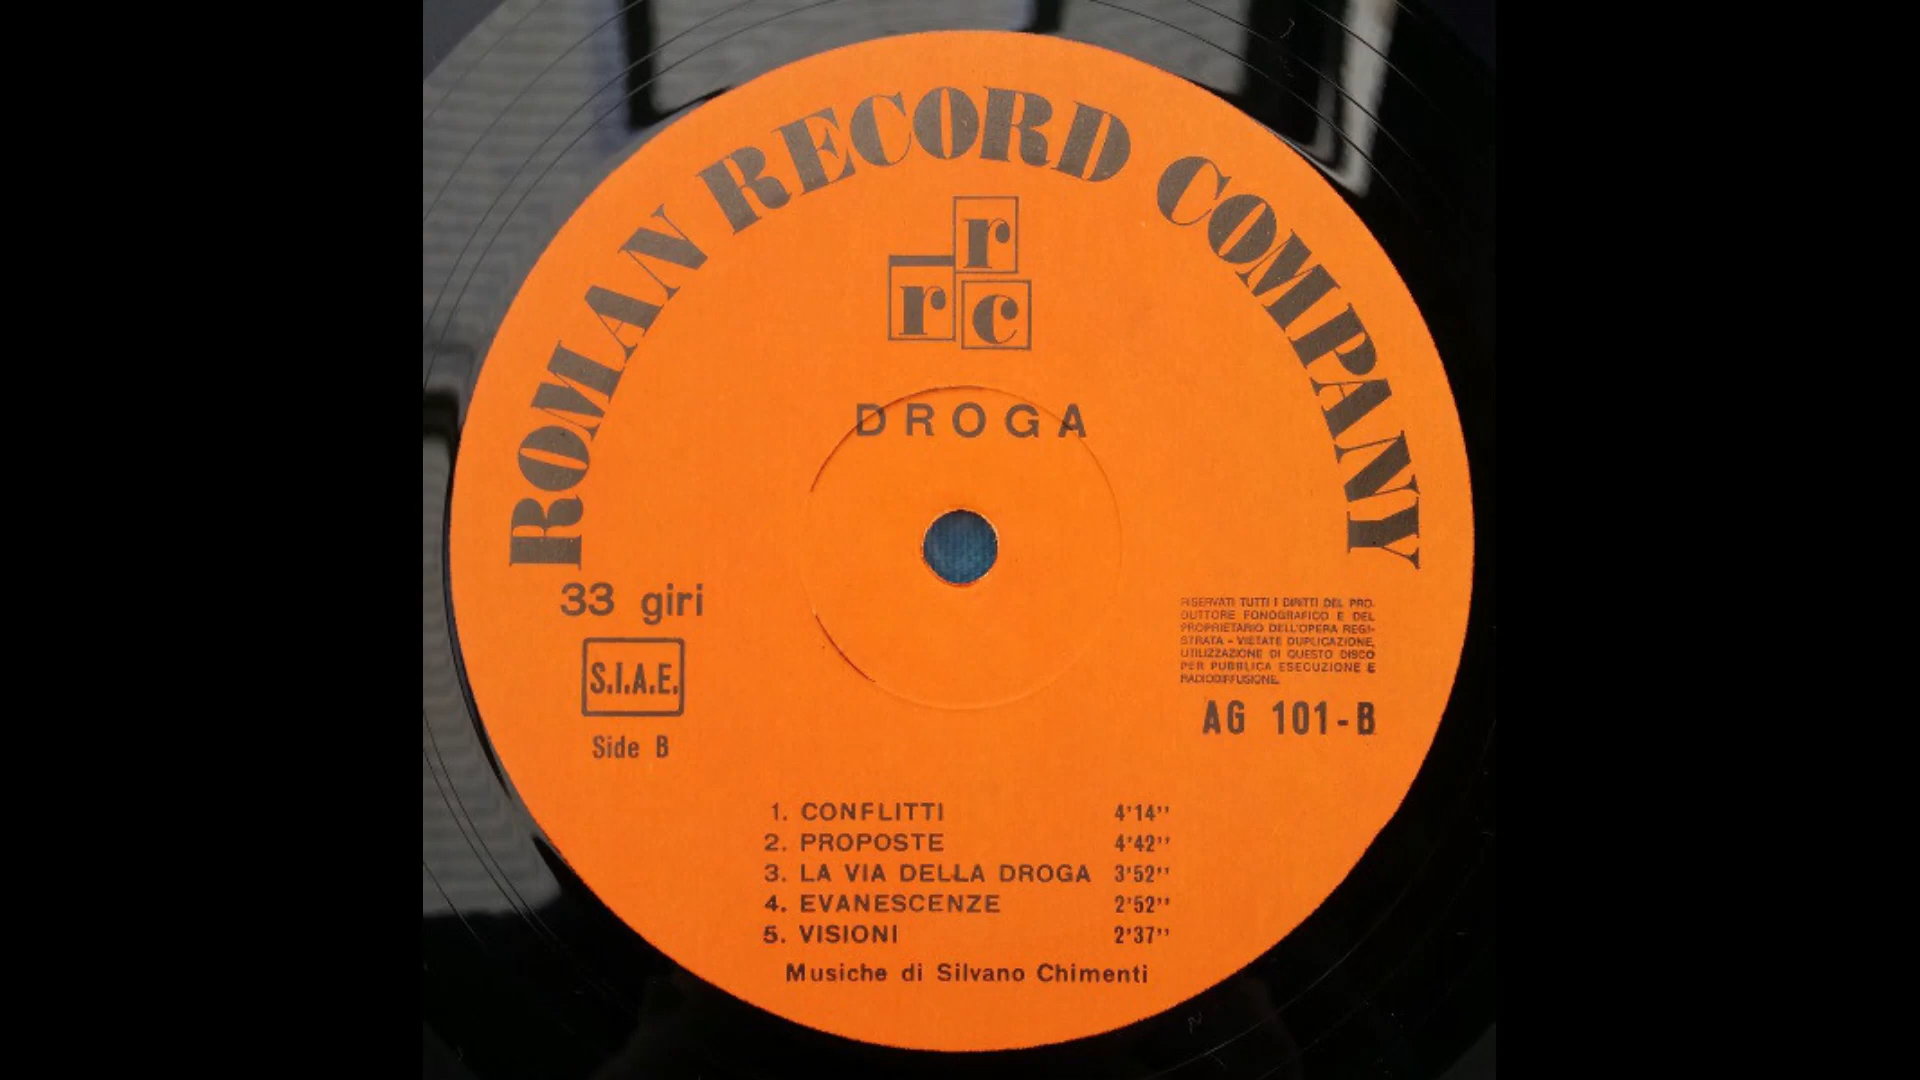 ROMAN RECORD COMPANY
r
r c
DROGA
33 giri
S.I.A.E.
Side B
RISERVATI TUTTI I DIRITTI DEL PRO-
DUTTORE FONOGRAFICO E DEL
PROPRIETARIO DELL'OPERA REGI-
STRATA - VIETATE DUPLICAZIONE,
UTILIZZAZIONE DI QUESTO DISCO
PER PUBBLICA ESECUZIONE E
RADIODIFFUSIONE.
AG 101-B
1. CONFLITTI 4'14''
2. PROPOSTE 4'42''
3. LA VIA DELLA DROGA 3'52''
4. EVANESCENZE 2'52''
5. VISIONI 2'37''
Musiche di Silvano Chimenti